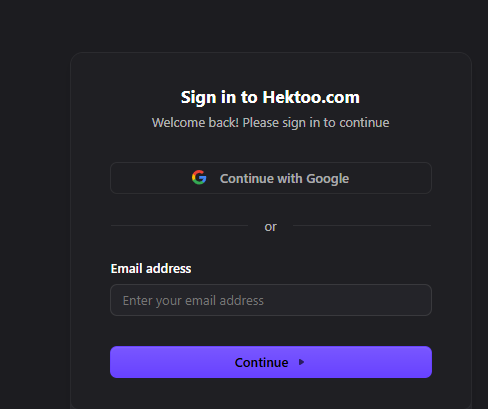 Sign in to Hektoo.com
Welcome back! Please sign in to continue
Continue with Google
or
Email address
Enter your email address
Continue